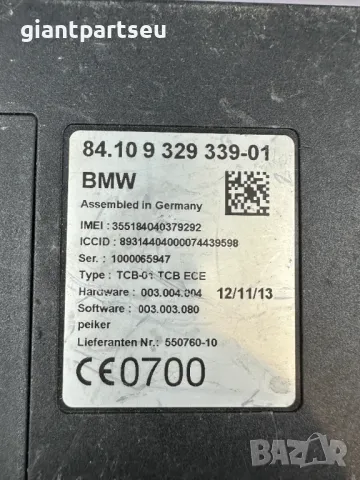 giantpartseu
84.10 9 329 339-01
BMW
Assembled in Germany
IMEI : 355184040379292
ICCID : 89314404000074439598
Ser. : 1000065947
Type : TCB-01 TCB ECE
Hardware : 003.004.004 12/11/13
Software : 003.003.080
peiker
Lieferanten Nr.: 550760-10
CE0700
BAZAR